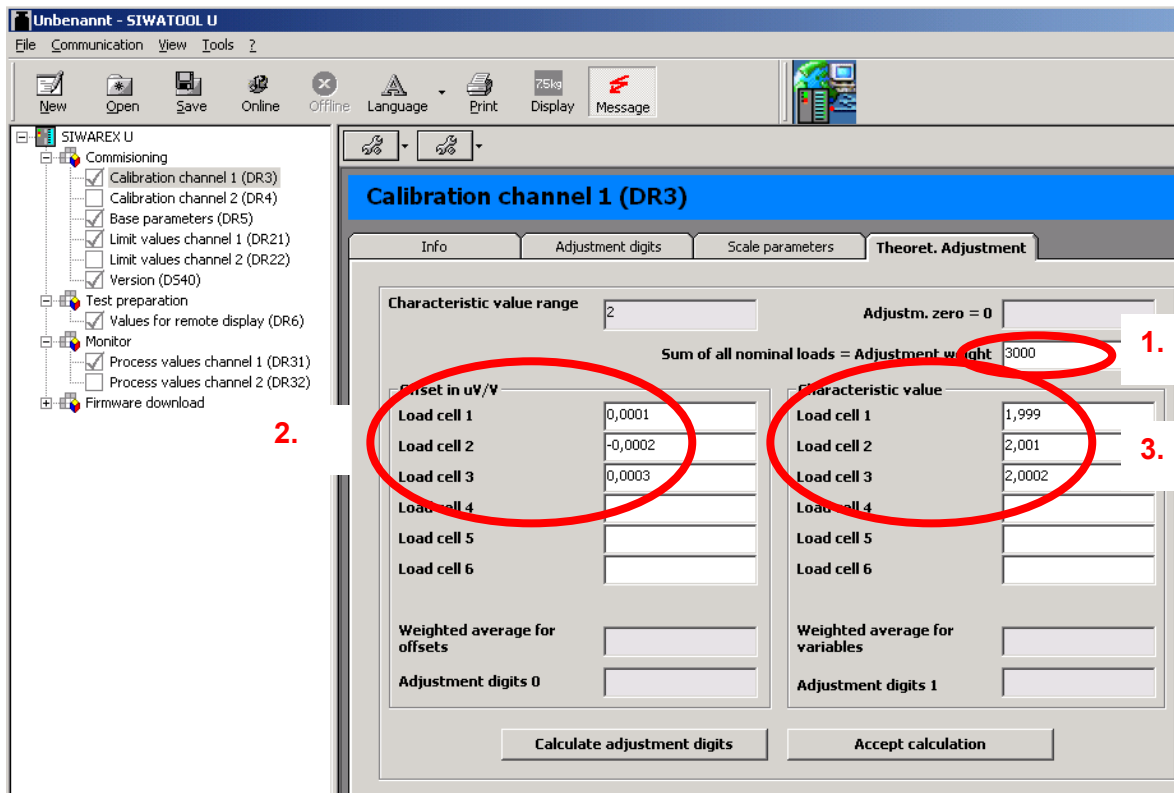 Unbenannt - SIWATOOL U
File Communication View Tools ?
New Open Save Online Offline Language Print 7.5kg Display Message
SIWAREX U
Commisioning
Calibration channel 1 (DR3)
Calibration channel 2 (DR4)
Base parameters (DR5)
Limit values channel 1 (DR21)
Limit values channel 2 (DR22)
Version (DS40)
Test preparation
Values for remote display (DR6)
Monitor
Process values channel 1 (DR31)
Process values channel 2 (DR32)
Firmware download
Calibration channel 1 (DR3)
Info Adjustment digits Scale parameters Theoret. Adjustment
Characteristic value range 2 Adjustm. zero = 0
Sum of all nominal loads = Adjustment weight 3000 1.
2.
Offset in uV/V
Load cell 1 0,0001
Load cell 2 -0,0002
Load cell 3 0,0003
Load cell 4
Load cell 5
Load cell 6
Weighted average for
offsets
Adjustment digits 0
Characteristic value
Load cell 1 1,999
Load cell 2 2,001
Load cell 3 2,0002
3.
Load cell 4
Load cell 5
Load cell 6
Weighted average for
variables
Adjustment digits 1
Calculate adjustment digits Accept calculation